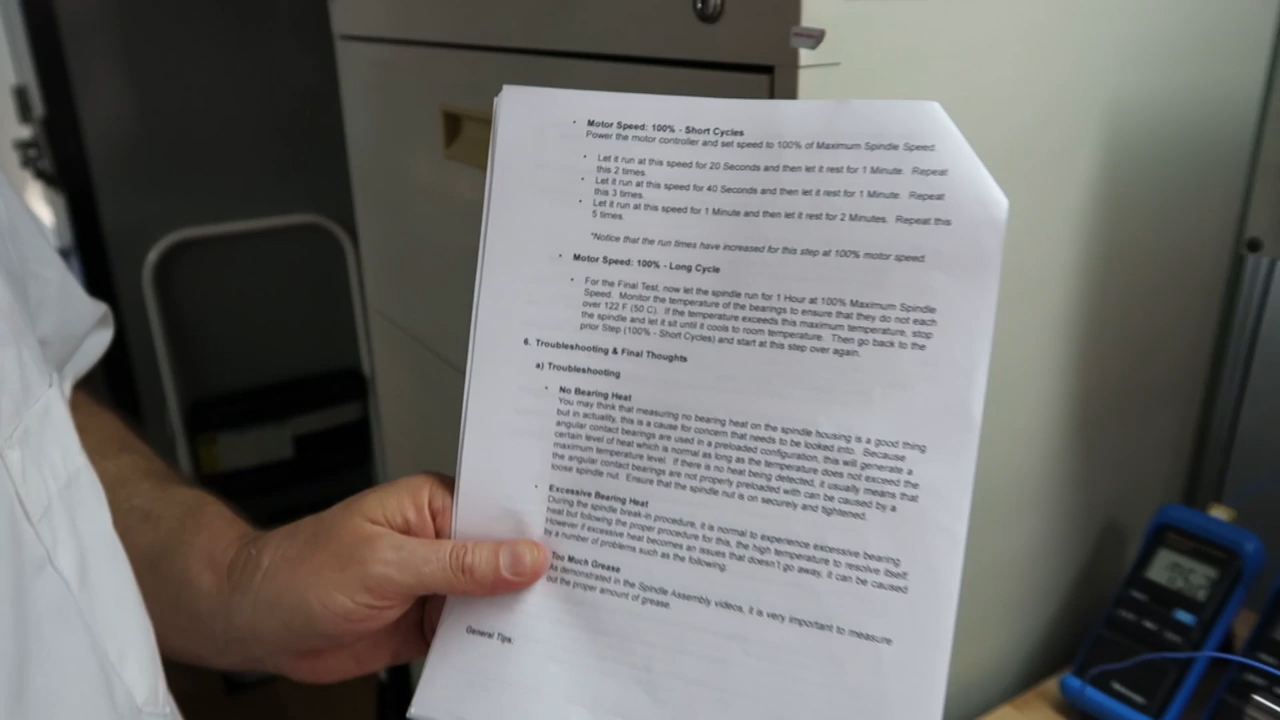 Motor Speed: 100% - Short Cycles
Power the motor controller and set speed to 100% of Maximum Spindle Speed.
Let it run at this speed for 20 Seconds and then let it rest for 1 Minute. Repeat
this 2 times.
Let it run at this speed for 40 Seconds and then let it rest for 1 Minute. Repeat
this 3 times.
Let it run at this speed for 1 Minute and then let it rest for 2 Minutes. Repeat this
5 times.
*Notice that the run times have increased for this step at 100% motor speed.
Motor Speed: 100% - Long Cycle
For the Final Test, now let the spindle run for 1 Hour at 100% Maximum Spindle
Speed. Monitor the temperature of the bearings to ensure that they do not each
over 122 F (50 C). If the temperature exceeds this maximum temperature, stop
the spindle and let it sit until it cools to room temperature. Then go back to the
prior Step (100% - Short Cycles) and start at this step over again.
6. Troubleshooting & Final Thoughts
a) Troubleshooting
No Bearing Heat
You may think that measuring no bearing heat on the spindle housing is a good thing
but in actuality, this is a cause for concern that needs to be looked into. Because
angular contact bearings are used in a preloaded configuration, this will generate a
certain level of heat which is normal as long as the temperature does not exceed the
maximum temperature level. If there is no heat being detected, it usually means that
the angular contact bearings are not properly preloaded with can be caused by a
loose spindle nut. Ensure that the spindle nut is on securely and tightened.
Excessive Bearing Heat
During the spindle break-in procedure, it is normal to experience excessive bearing
heat but following the proper procedure for this, the high temperature to resolve itself.
However if excessive heat becomes an issues that doesn't go away, it can be caused
by a number of problems such as the following:
Too Much Grease
As demonstrated in the Spindle Assembly videos, it is very important to measure
out the proper amount of grease.
General Tips: